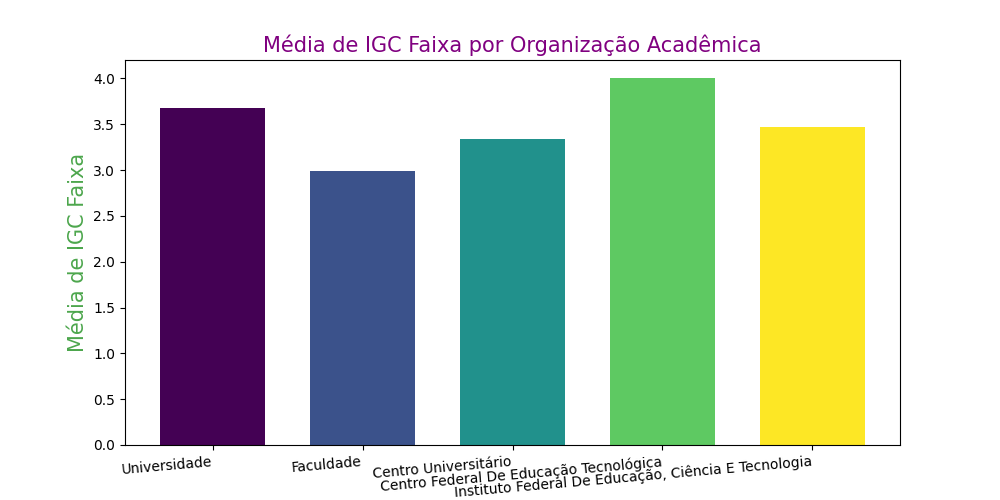 Média de IGC Faixa por Organização Acadêmica
Média de IGC Faixa
4.0
3.5
3.0
2.5
2.0
1.5
1.0
0.5
0.0
Universidade
Faculdade
Centro Universitário
Centro Federal De Educação Tecnológica
Instituto Federal De Educação, Ciência E Tecnologia